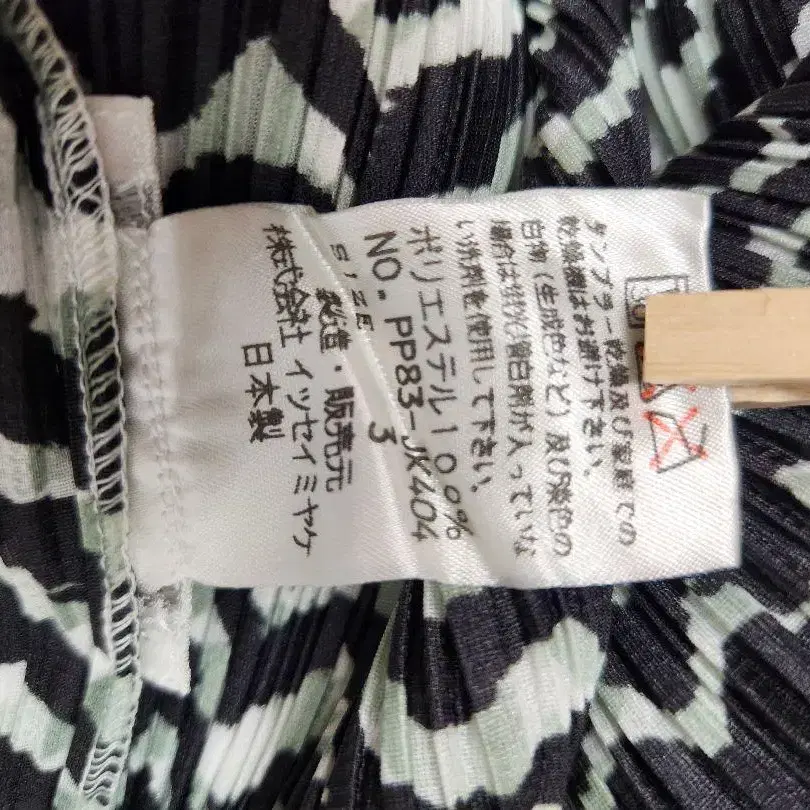 タンブラー乾燥及び家庭での
乾燥機はお避け下さい。
白物(生成色など)及び淡色の
場合は蛍光増白剤が入っていな
い洗剤を使用して下さい。
ポリエステル100%
NO. PP83-JK404
SIZE 3
製造・販売元
株式会社 イッセイミヤケ
日本製